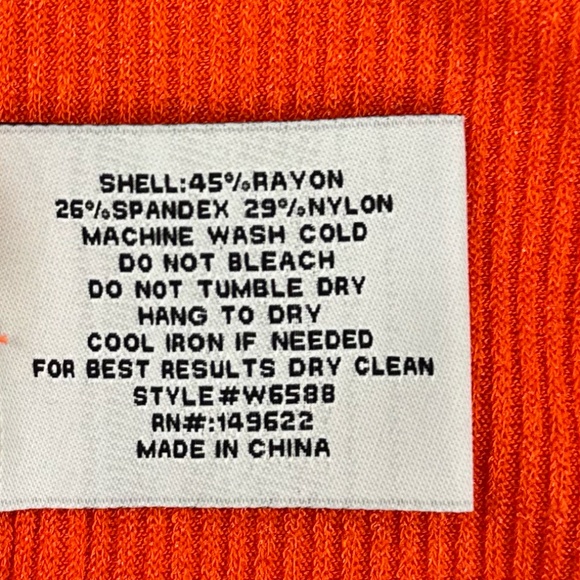 SHELL:45%RAYON
26%SPANDEX 29%NYLON
MACHINE WASH COLD
DO NOT BLEACH
DO NOT TUMBLE DRY
HANG TO DRY
COOL IRON IF NEEDED
FOR BEST RESULTS DRY CLEAN
STYLE#W6588
RN#:149622
MADE IN CHINA